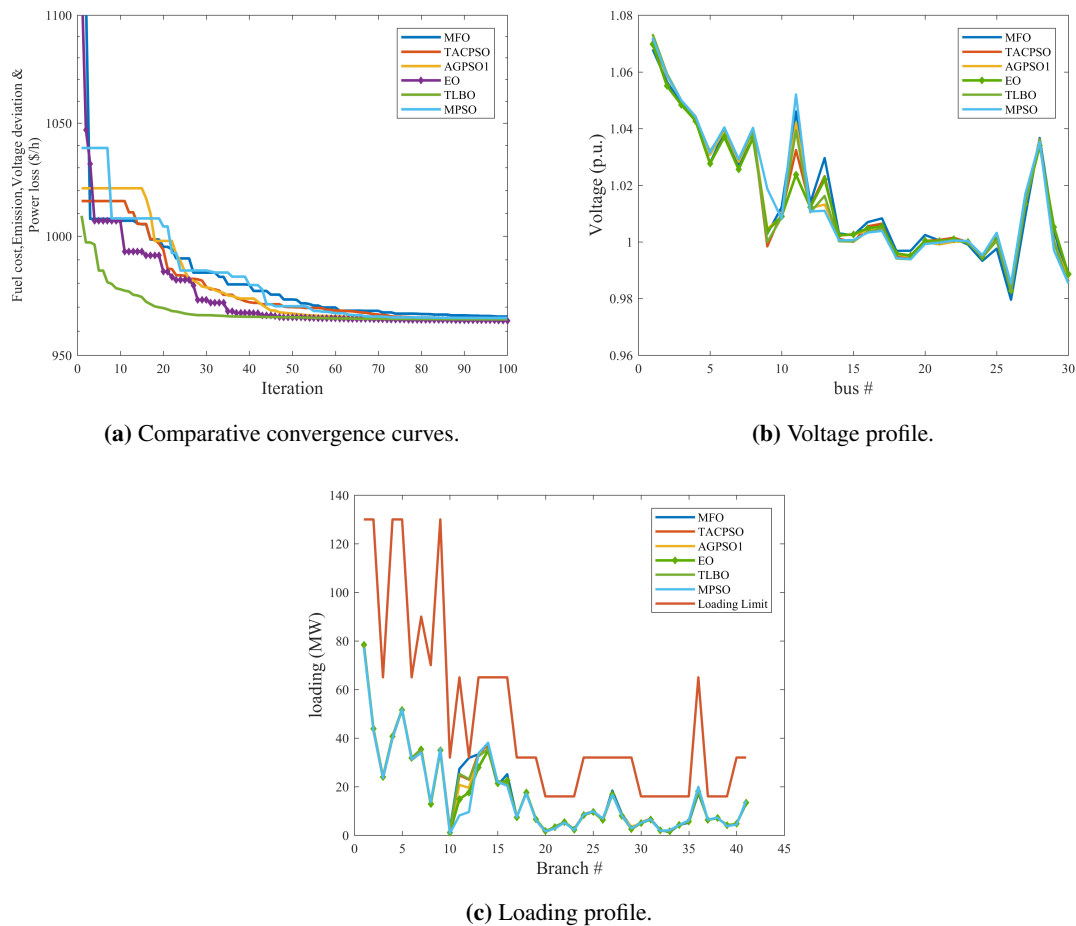 1100
1050
1000
950
Fuel cost,Emission,Voltage deviation &
Power loss ($/h)
MFO
TACPSO
AGPSO1
EO
TLBO
MPSO
0 10 20 30 40 50 60 70 80 90 100
Iteration
(a) Comparative convergence curves.
1.08
1.06
1.04
1.02
1
0.98
0.96
Voltage (p.u.)
MFO
TACPSO
AGPSO1
EO
TLBO
MPSO
0 5 10 15 20 25 30
bus #
(b) Voltage profile.
140
120
100
80
60
40
20
0
loading (MW)
MFO
TACPSO
AGPSO1
EO
TLBO
MPSO
Loading Limit
0 5 10 15 20 25 30 35 40 45
Branch #
(c) Loading profile.